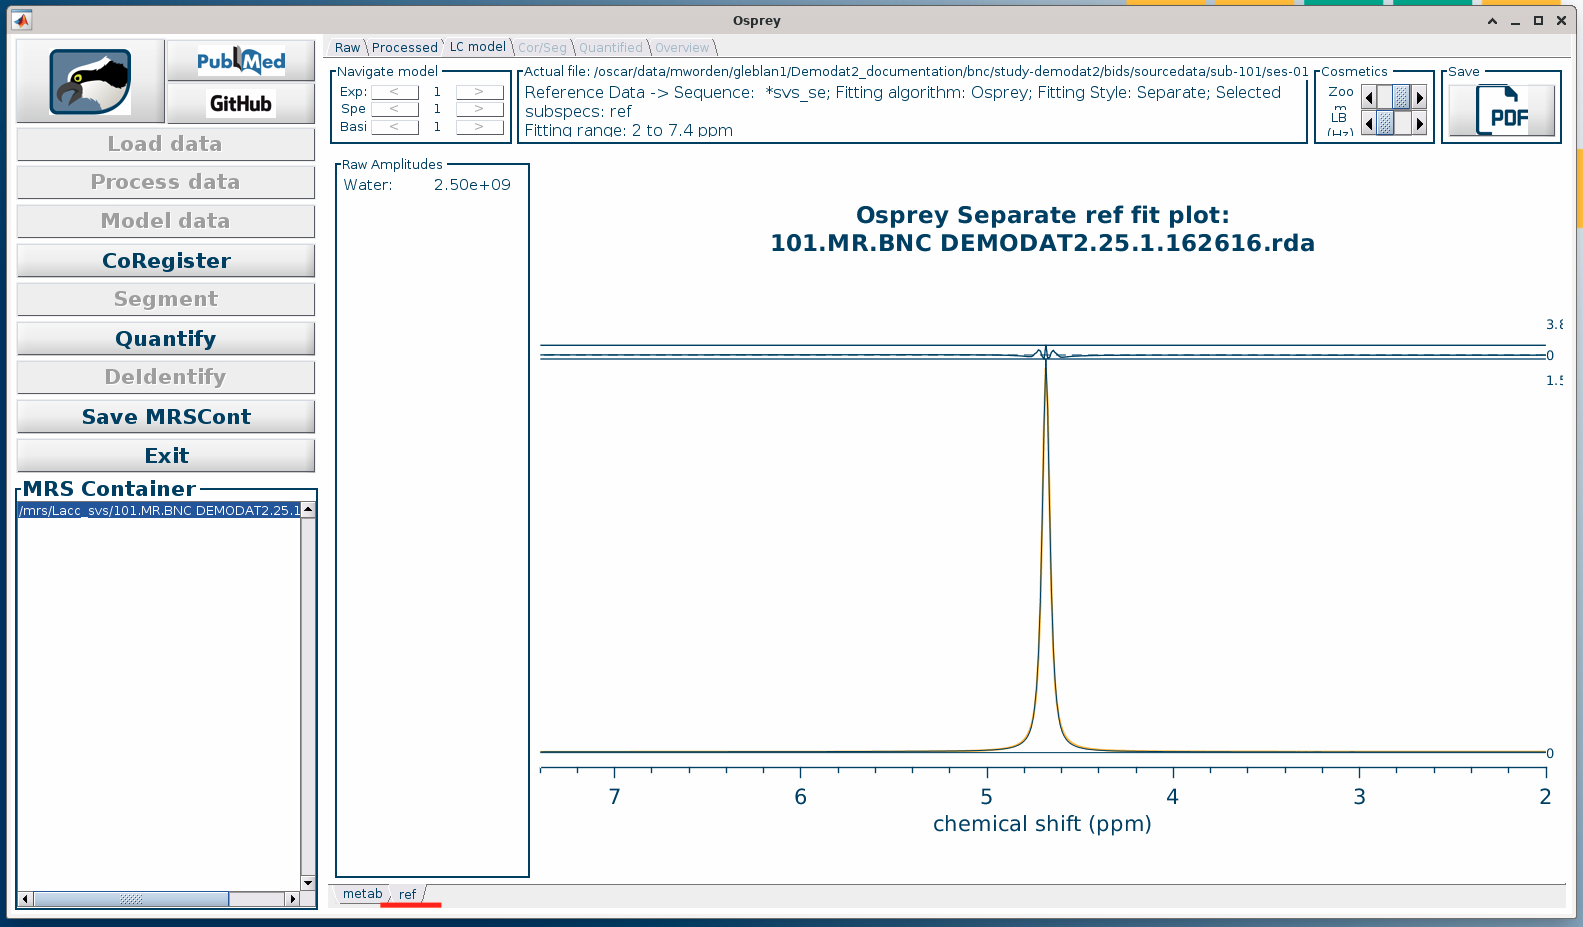 Osprey
PubMed
GitHub
Load data
Process data
Model data
CoRegister
Segment
Quantify
DeIdentify
Save MRSCont
Exit
MRS Container
/mrs/Lacc_svs/101.MR.BNC DEMODAT2.25.1
Raw Processed LC model Cor/Seg Quantified Overview
Navigate model
Exp: < 1 >
Spe < 1 >
Basi < 1 >
Actual file: /oscar/data/mworden/gleblan1/Demodat2_documentation/bnc/study-demodat2/bids/sourcedata/sub-101/ses-01
Reference Data -> Sequence: *svs_se; Fitting algorithm: Osprey; Fitting Style: Separate; Selected
subspecs: ref
Fitting range: 2 to 7.4 ppm
Cosmetics
Zoo
m
LB
(Hz)
Save
PDF
Raw Amplitudes
Water: 2.50e+09
Osprey Separate ref fit plot:
101.MR.BNC DEMODAT2.25.1.162616.rda
3.8
0
1.5
0
7 6 5 4 3 2
chemical shift (ppm)
metab ref